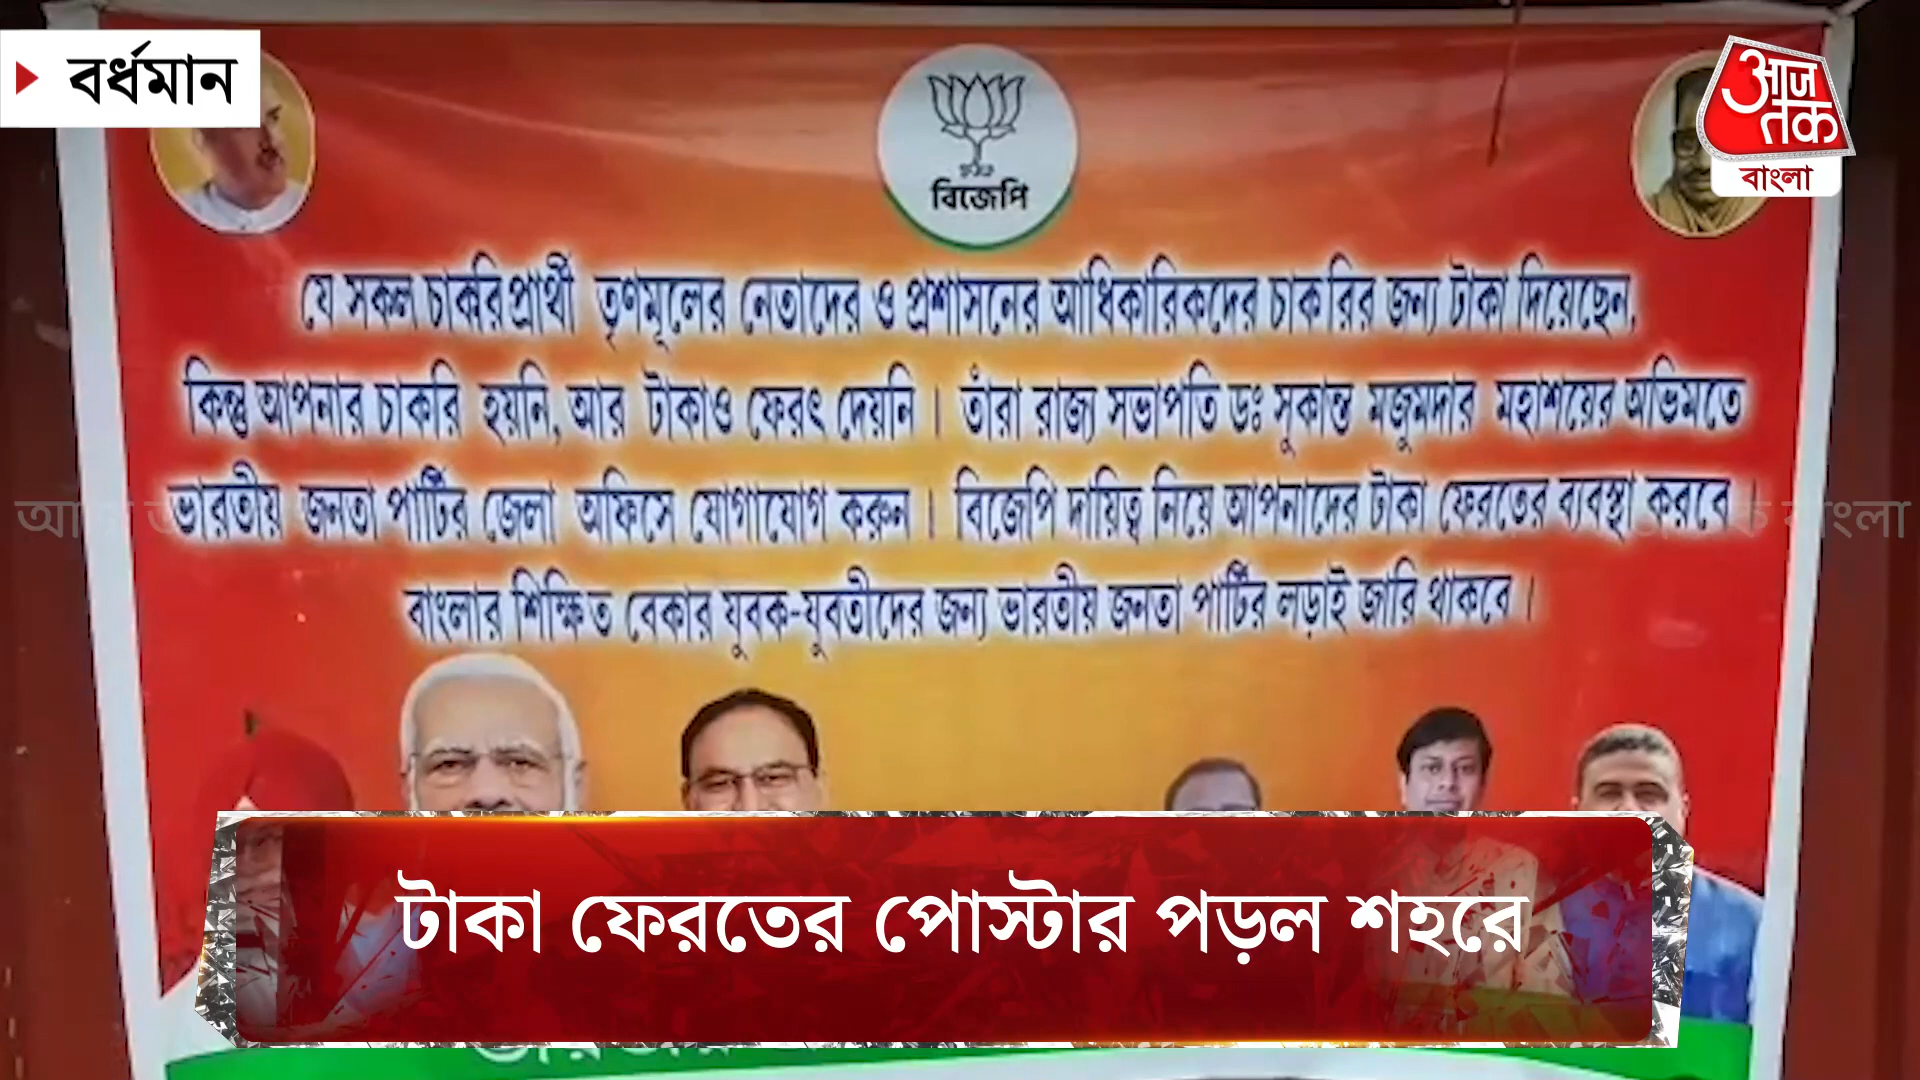 বর্ধমান
आज तक
বাংলা
বিজেপি
যে সকল চাকরিপ্রার্থী তৃণমূলের নেতাদের ও প্রশাসনের আধিকারিকদের চাকরির জন্য টাকা দিয়েছেন,
কিন্তু আপনার চাকরি হয়নি, আর টাকাও ফেরৎ দেয়নি। তাঁরা রাজ্য সভাপতি ডঃ সুকান্ত মজুমদার মহাশয়ের অভিমতে
ভারতীয় জনতা পার্টির জেলা অফিসে যোগাযোগ করুন। বিজেপি দায়িত্ব নিয়ে আপনাদের টাকা ফেরতের ব্যবস্থা করবে।
বাংলার শিক্ষিত বেকার যুবক-যুবতীদের জন্য ভারতীয় জনতা পার্টির লড়াই জারি থাকবে।
টাকা ফেরতের পোস্টার পড়ল শহরে